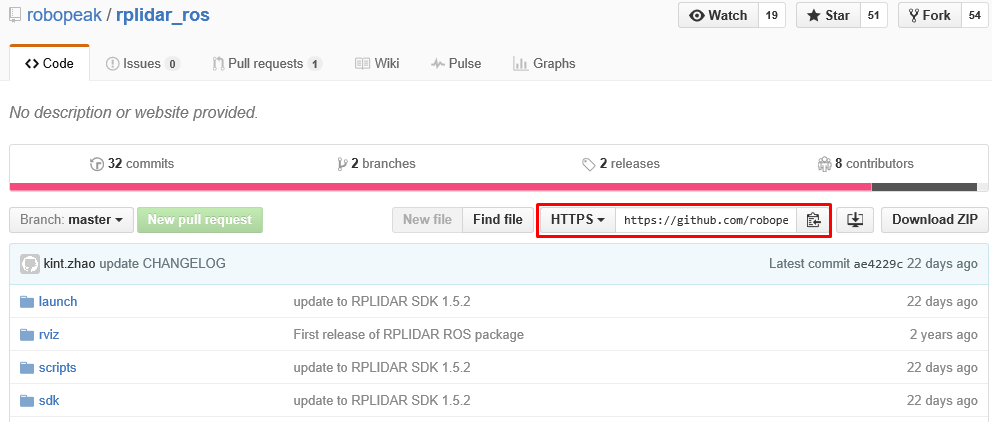 robopeak / rplidar_ros Watch 19 Star 51 Fork 54
Code Issues 0 Pull requests 1 Wiki Pulse Graphs
No description or website provided.
32 commits 2 branches 2 releases 8 contributors
Branch: master New pull request New file Find file HTTPS https://github.com/robope Download ZIP
kint.zhao update CHANGELOG Latest commit ae4229c 22 days ago
launch update to RPLIDAR SDK 1.5.2 22 days ago
rviz First release of RPLIDAR ROS package 2 years ago
scripts update to RPLIDAR SDK 1.5.2 22 days ago
sdk update to RPLIDAR SDK 1.5.2 22 days ago